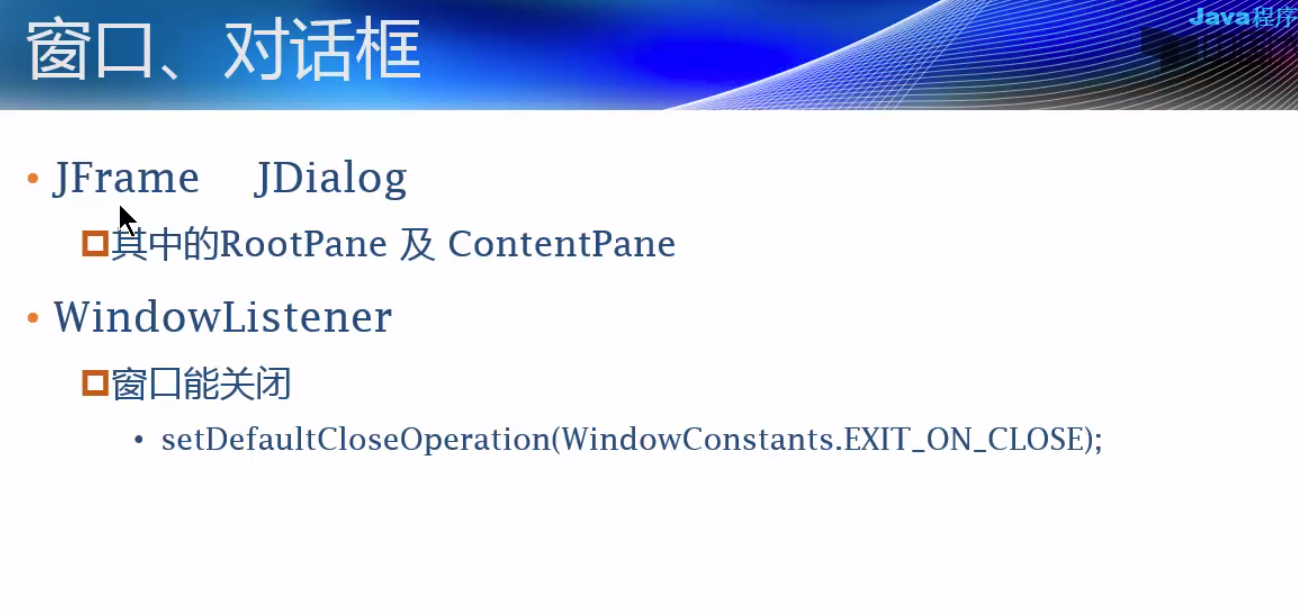 Java程序
窗口、对话框
• JFrame JDialog
其中的RootPane 及 ContentPane
• WindowListener
窗口能关闭
• setDefaultCloseOperation(WindowConstants.EXIT_ON_CLOSE);